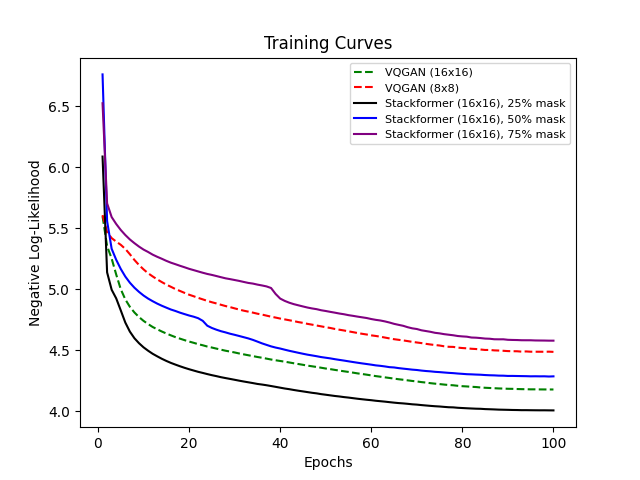 Training Curves
VQGAN (16x16)
VQGAN (8x8)
Stackformer (16x16), 25% mask
Stackformer (16x16), 50% mask
Stackformer (16x16), 75% mask
Negative Log-Likelihood
6.5
6.0
5.5
5.0
4.5
4.0
0 20 40 60 80 100
Epochs